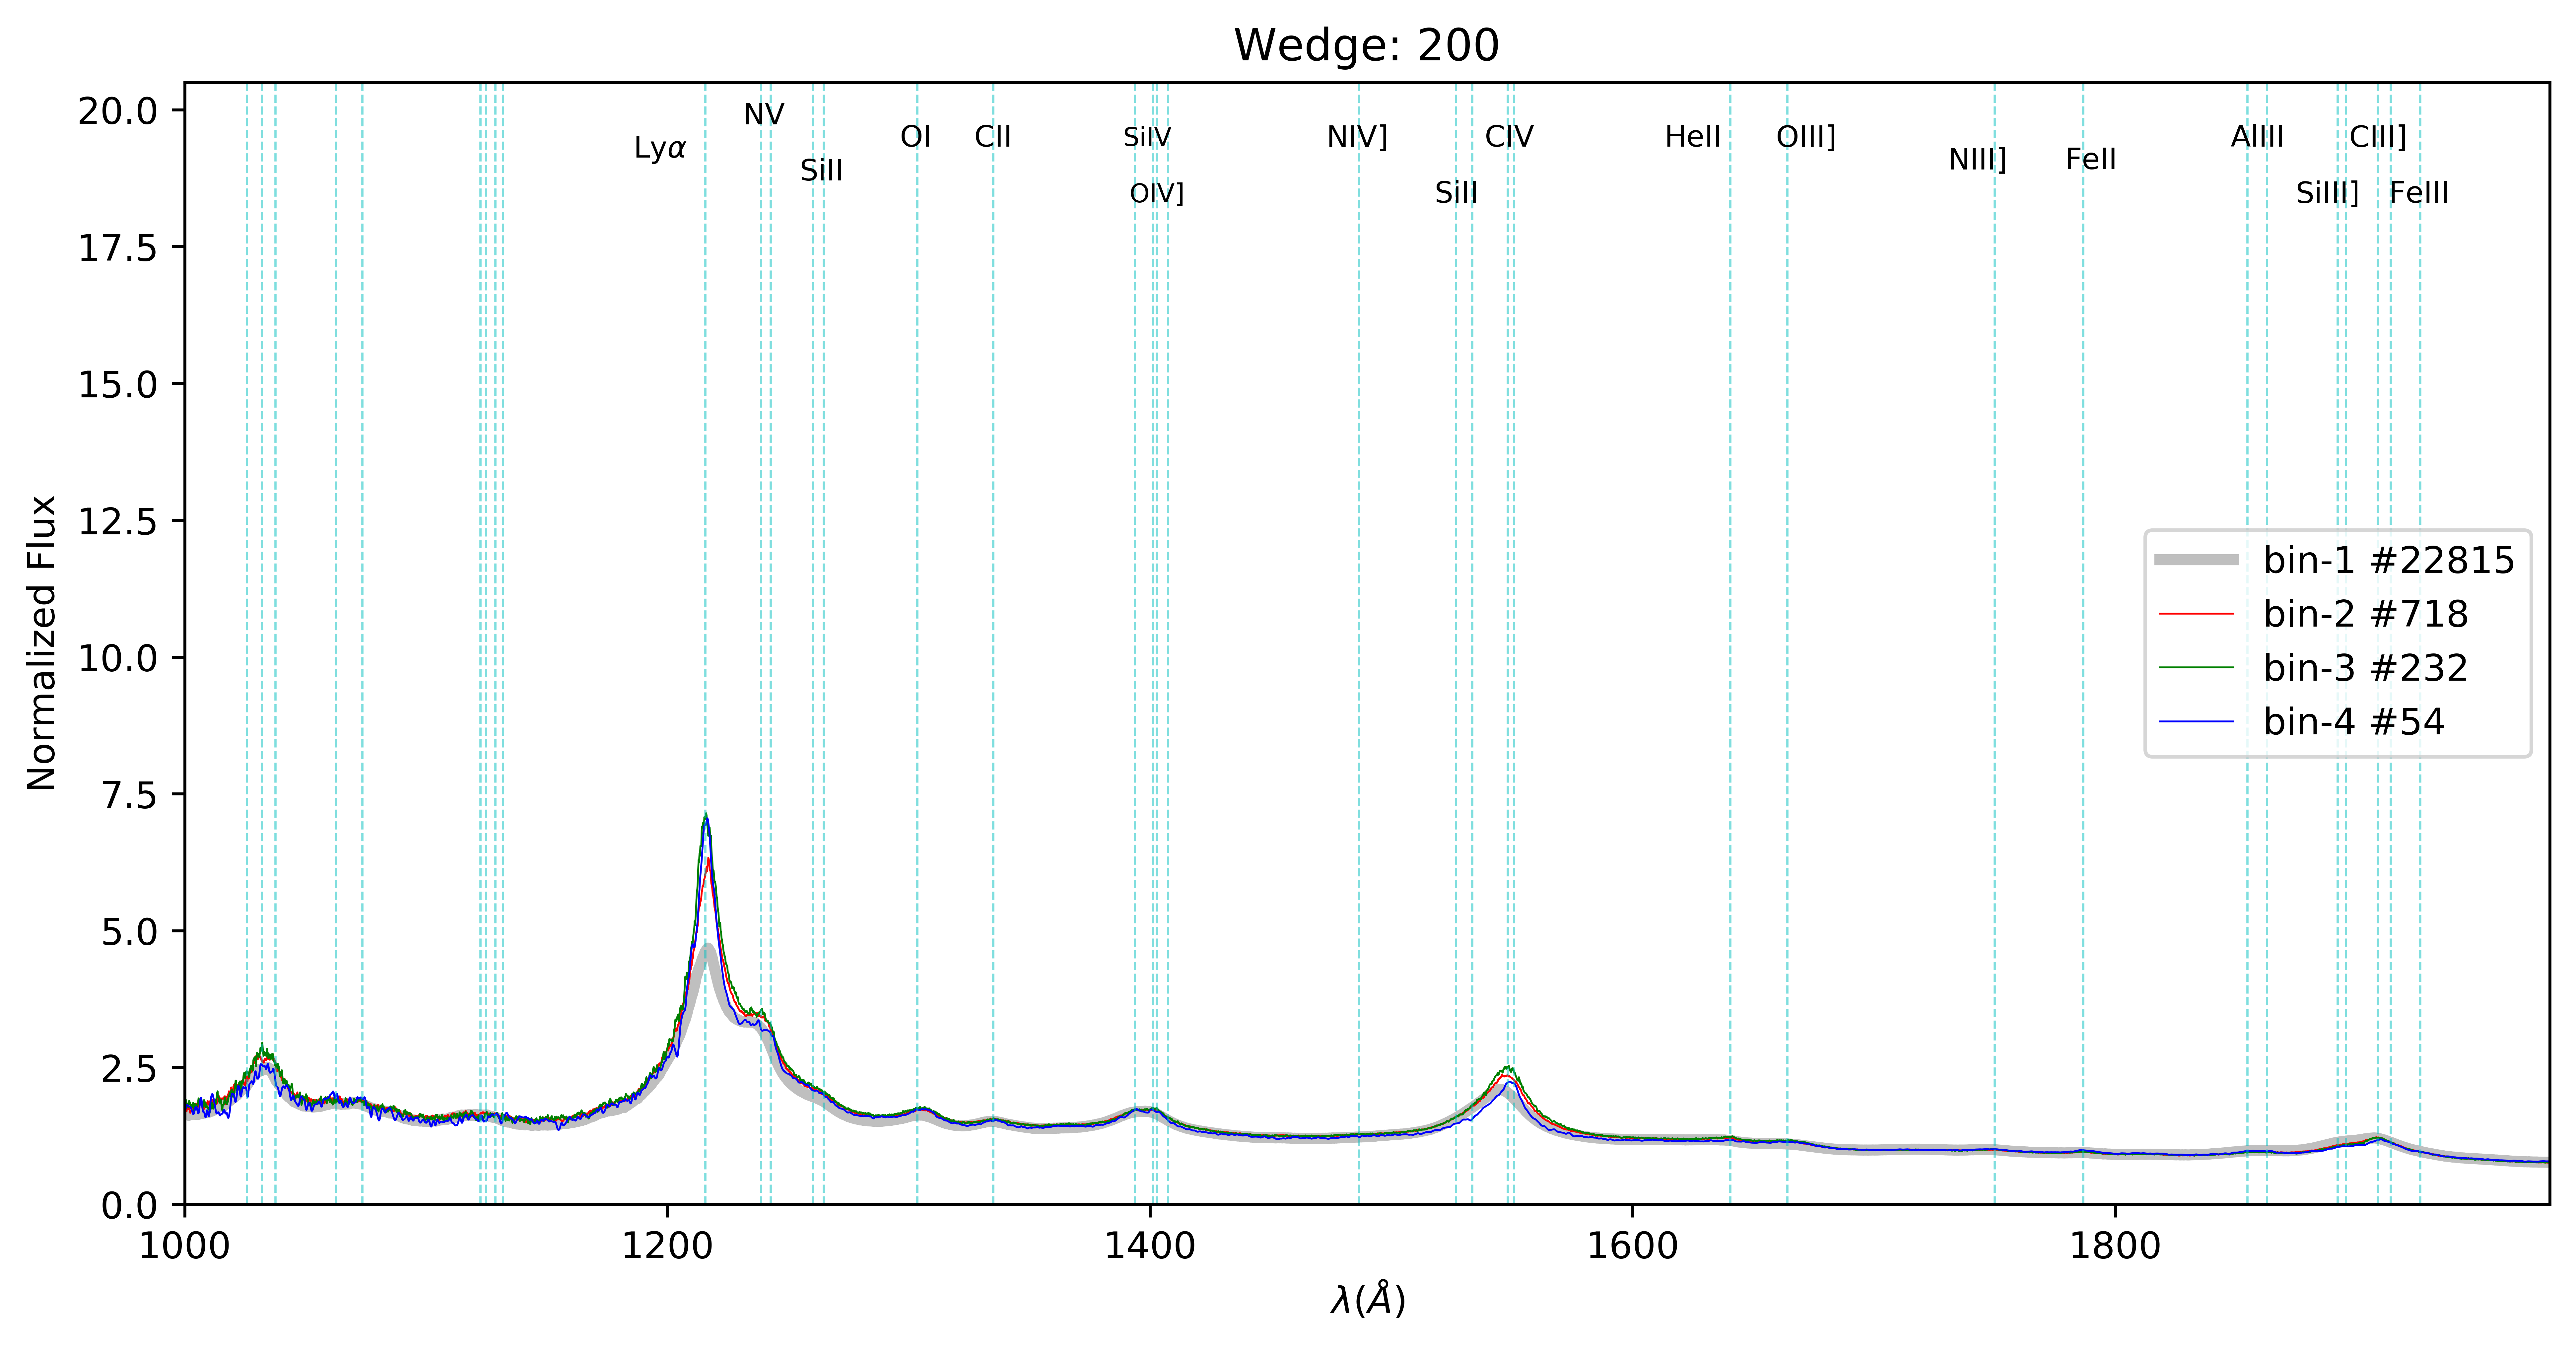 Wedge: 200
20.0
17.5
15.0
12.5
10.0
7.5
5.0
2.5
0.0
Normalized Flux
NV
Lyα
SiII
OI
CII
SiIV
OIV]
NIV]
CIV
SiII
HeII
OIII]
NIII]
FeII
AlIII
CIII]
SiIII]
FeIII
bin-1 #22815
bin-2 #718
bin-3 #232
bin-4 #54
1000
1200
1400
1600
1800
λ(Å)